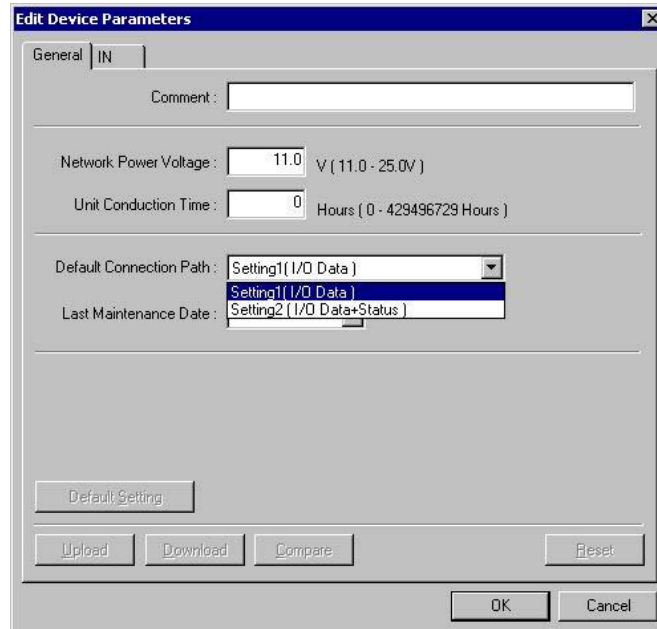 Edit Device Parameters
General IN
Comment :
Network Power Voltage : 11.0 V ( 11.0 - 25.0V )
Unit Conduction Time : 0 Hours ( 0 - 429496729 Hours )
Default Connection Path : Setting1( I/O Data )
Setting1( I/O Data )
Last Maintenance Date : Setting2 ( I/O Data+Status )
Default Setting
Upload Download Compare Reset
OK Cancel